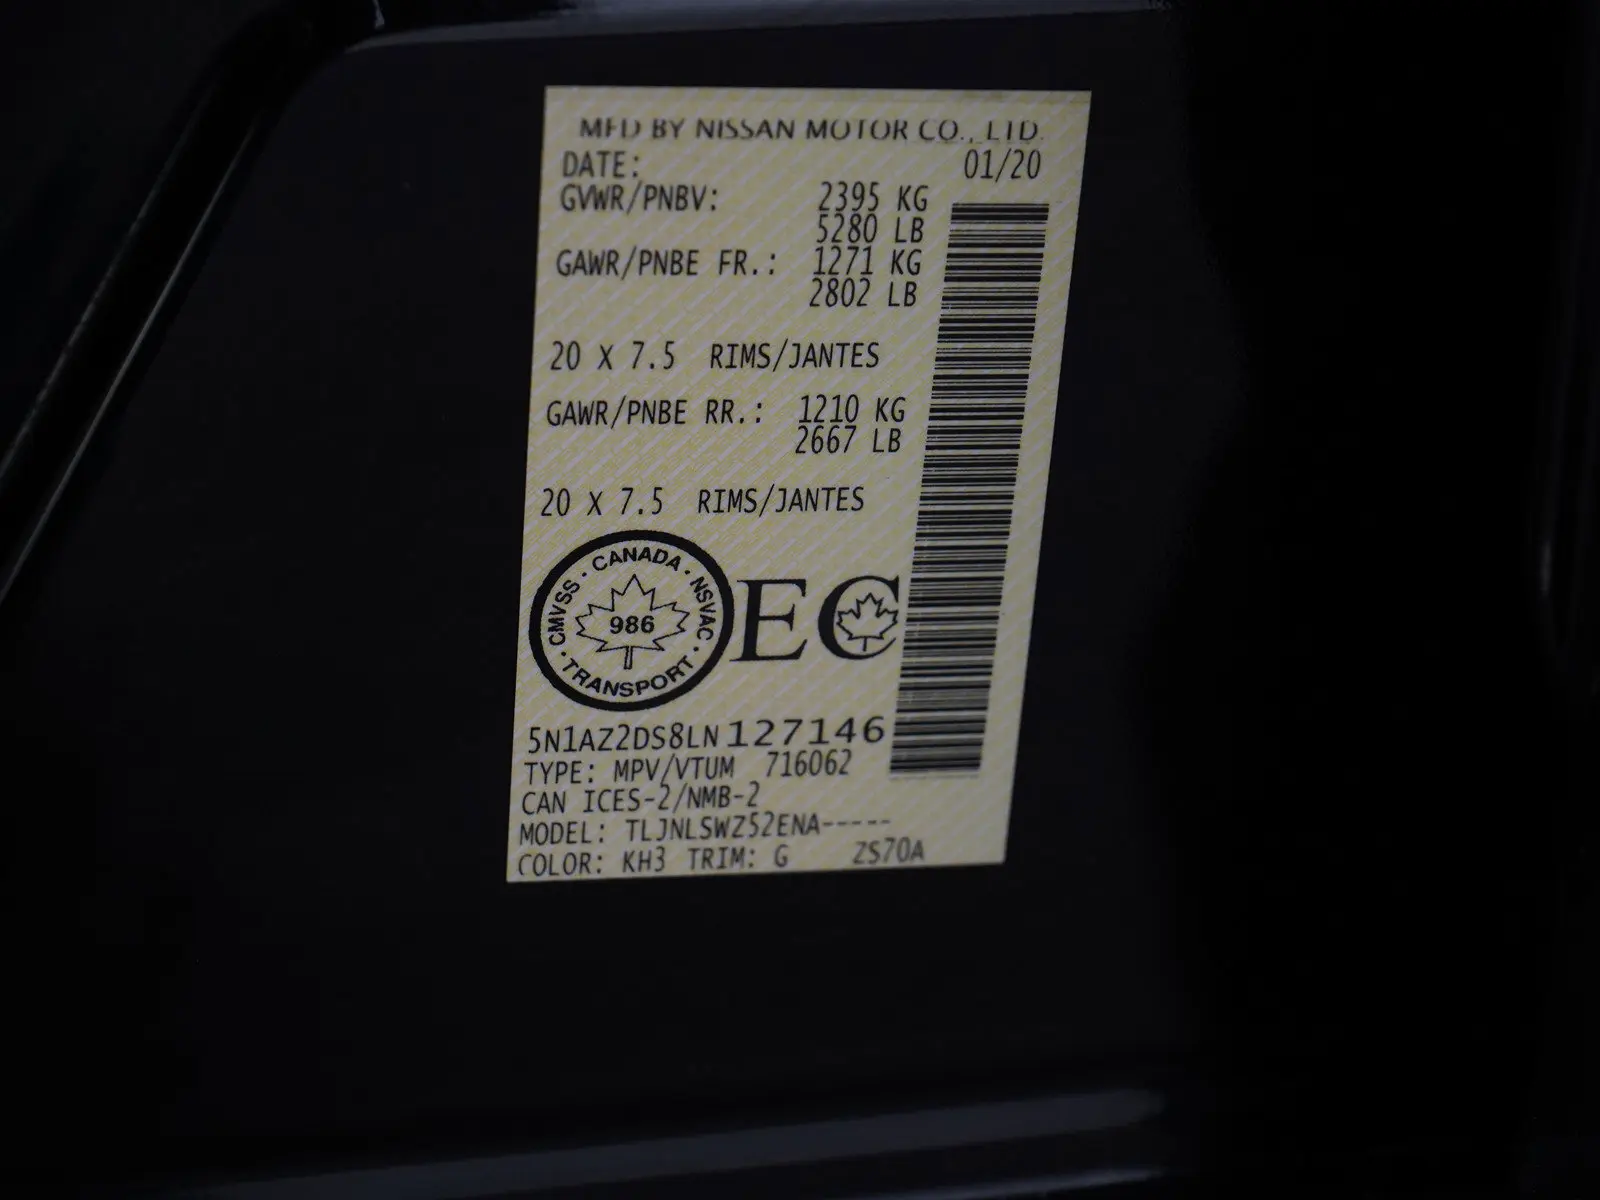 MFD BY NISSAN MOTOR CO., LTD.
DATE: 01/20
GVWR/PNBV: 2395 KG
5280 LB
GAWR/PNBE FR.: 1271 KG
2802 LB
20 X 7.5 RIMS/JANTES
GAWR/PNBE RR.: 1210 KG
2667 LB
20 X 7.5 RIMS/JANTES
CMVSS · CANADA · NSVAC · TRANSPORT ·
986
EC
5N1AZ2DS8LN127146
TYPE: MPV/VTUM 716062
CAN ICES-2/NMB-2
MODEL: TLJNLSWZ52ENA-----
COLOR: KH3 TRIM: G ZS70A